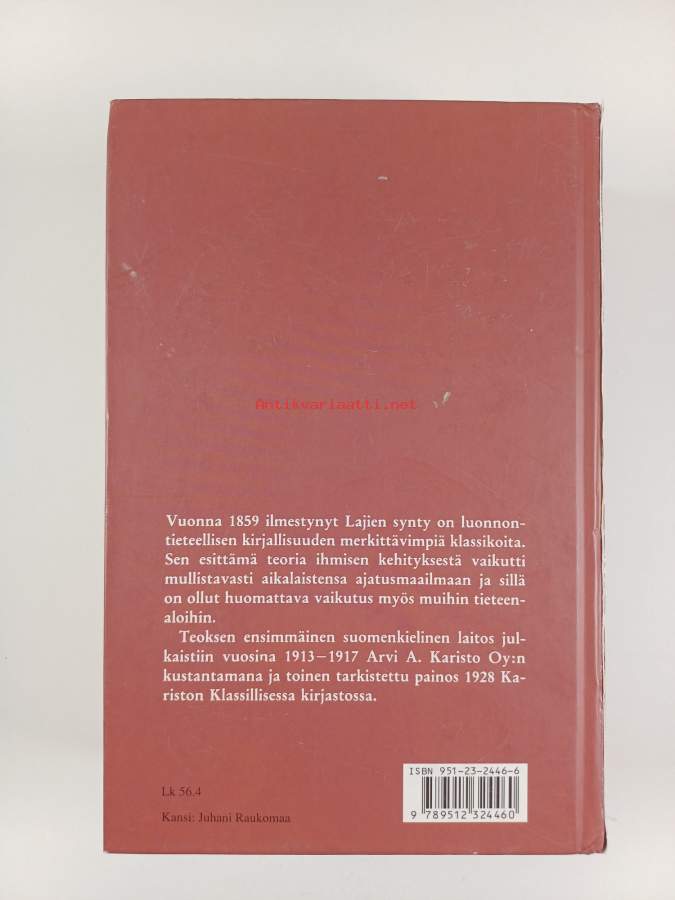 Antikvariaatti.net
Vuonna 1859 ilmestynyt Lajien synty on luonnon-
tieteellisen kirjallisuuden merkittävimpiä klassikoita.
Sen esittämä teoria ihmisen kehityksestä vaikutti
mullistavasti aikalaistensa ajatusmaailmaan ja sillä
on ollut huomattava vaikutus myös muihin tieteen-
aloihin.
Teoksen ensimmäinen suomenkielinen laitos jul-
kaistiin vuosina 1913–1917 Arvi A. Karisto Oy:n
kustantamana ja toinen tarkistettu painos 1928 Ka-
riston Klassillisessa kirjastossa.
ISBN 951-23-2446-6
9 789512 324460
Lk 56.4
Kansi: Juhani Raukomaa